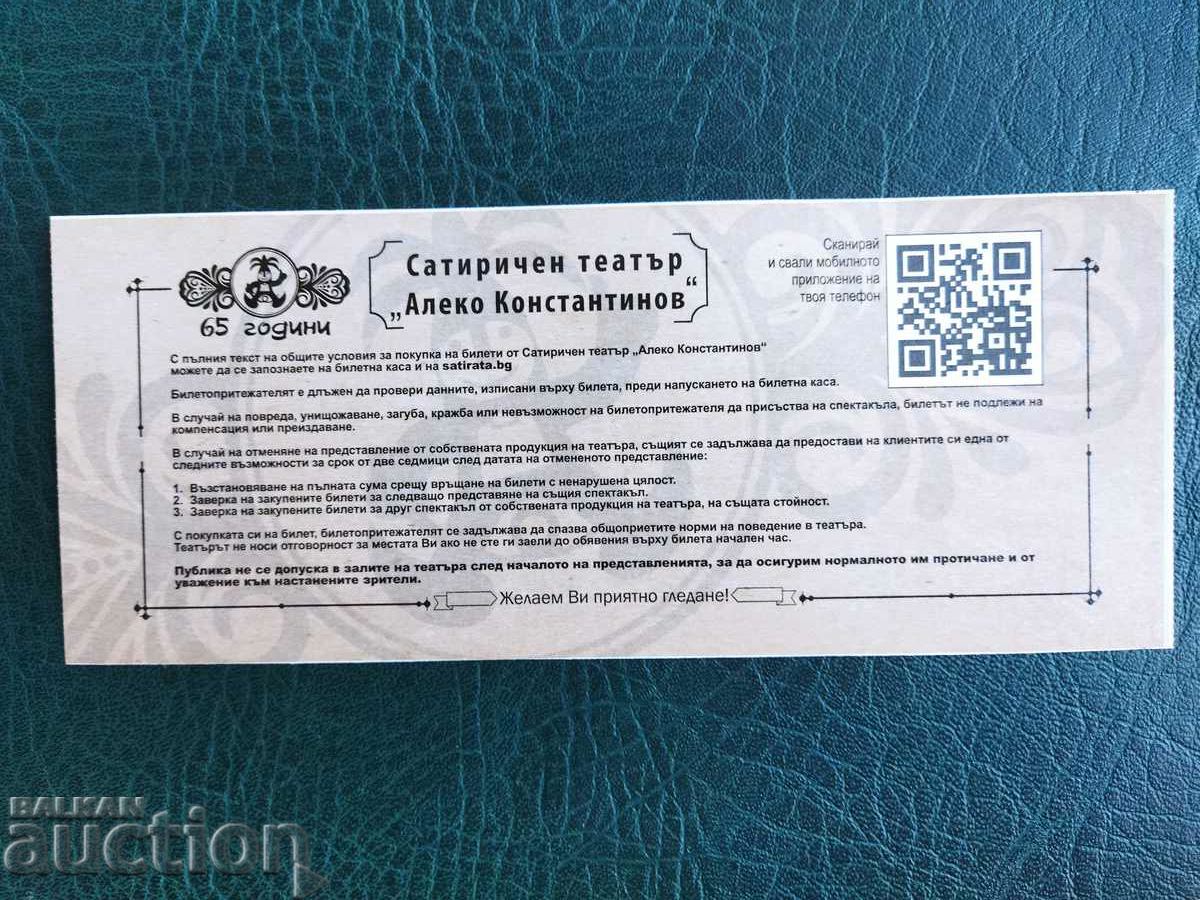 65 години
Сатиричен театър
„Алеко Константинов“
Сканирай
и свали мобилното
приложение на
твоя телефон
С пълния текст на общите условия за покупка на билети от Сатиричен театър „Алеко Константинов“
можете да се запознаете на билетна каса и на satirata.bg
Билетопритежателят е длъжен да провери данните, изписани върху билета, преди напускането на билетна каса.
В случай на повреда, унищожаване, загуба, кражба или невъзможност на билетопритежателя да присъства на спектакъла, билетът не подлежи на
компенсация или преиздаване.
В случай на отменяне на представление от собствената продукция на театъра, същият се задължава да предостави на клиентите си една от
следните възможности за срок от две седмици след датата на отмененото представление:
1. Възстановяване на пълната сума срещу връщане на билети с ненарушена цялост.
2. Заверка на закупените билети за следващо представяне на същия спектакъл.
3. Заверка на закупените билети за друг спектакъл от собствената продукция на театъра, на същата стойност.
С покупката си на билет, билетопритежателят се задължава да спазва общоприетите норми на поведение в театъра.
Театърът не носи отговорност за местата Ви ако не сте ги заели до обявения върху билета начален час.
Публика не се допуска в залите на театъра след началото на представленията, за да осигурим нормалното им протичане и от
уважение към настанените зрители.
Желаем Ви приятно гледане!
BALKAN
auction